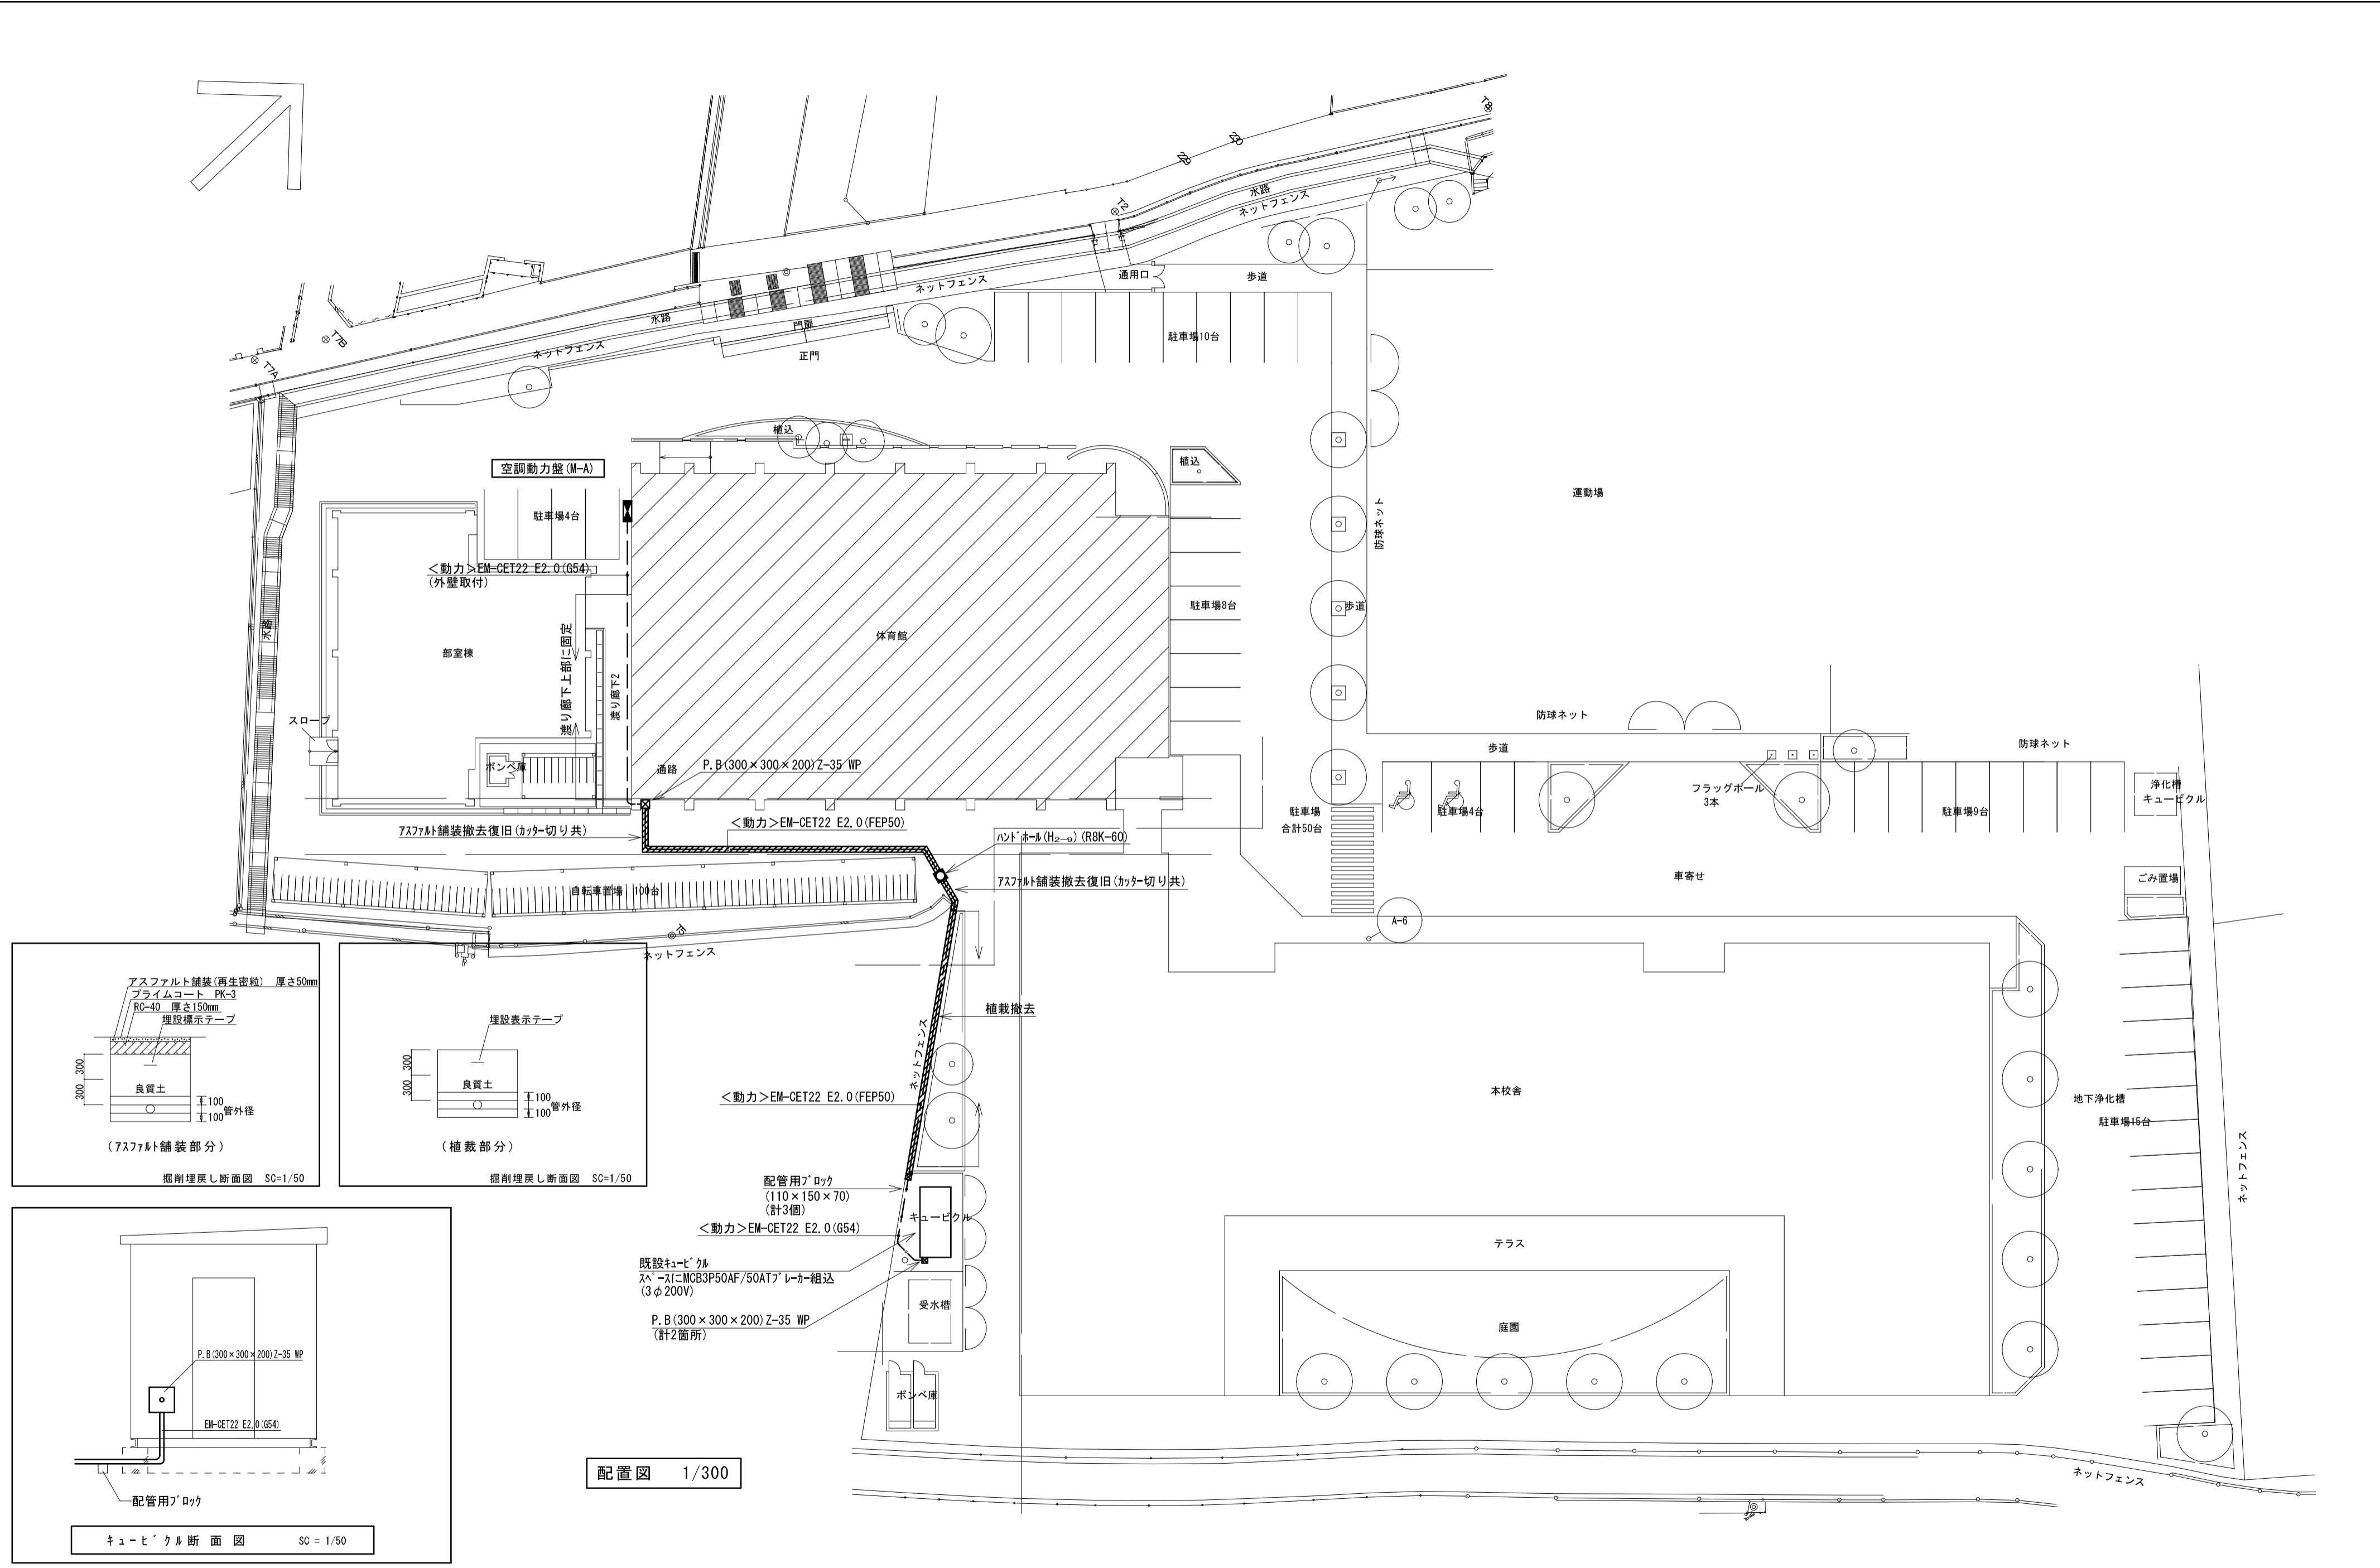 T8
230
229
水路
ネットフェンス
T2
通用口
歩道
ネットフェンス
駐車場10台
水路
門扉
正門
ネットフェンス
T7B
T7A
植込
植込
空調動力盤(M-A)
駐車場4台
運動場
防球ネット
<動力>EM-CET22 E2.0(G54)
(外壁取付)
駐車場8台
歩道
水路
体育館
部室棟
渡り廊下上部に固定
渡り廊下2
スロープ
防球ネット
歩道
防球ネット
ボンベ庫
通路
P.B(300×300×200)Z-35 WP
浄化槽
キュービクル
フラッグポール
3本
駐車場
合計50台
駐車場4台
駐車場9台
アスファルト舗装撤去復旧(カッター切り共)
<動力>EM-CET22 E2.0(FEP50)
ハンドホール(H2-9)(R8K-60)
アスファルト舗装撤去復旧(カッター切り共)
車寄せ
ごみ置場
自転車置場 100台
A-6
ネットフェンス
アスファルト舗装(再生密粒) 厚さ50mm
プライムコート PK-3
RC-40 厚さ150mm
埋設標示テープ
300
300
良質土
100
100
管外径
(アスファルト舗装部分)
掘削埋戻し断面図 SC=1/50
埋設表示テープ
300
300
良質土
100
100
管外径
(植裁部分)
掘削埋戻し断面図 SC=1/50
植栽撤去
ネットフェンス
<動力>EM-CET22 E2.0(FEP50)
本校舎
地下浄化槽
駐車場15台
ネットフェンス
配管用ブロック
(110×150×70)
(計3個)
キュービクル
<動力>EM-CET22 E2.0(G54)
既設キュービクル
スペースにMCB3P50AF/50ATブレーカー組込
(3φ200V)
P.B(300×300×200)Z-35 WP
(計2箇所)
受水槽
テラス
庭園
ボンベ庫
P.B(300×300×200)Z-35 WP
EM-CET22 E2.0(G54)
配管用ブロック
キュービクル断面図 SC = 1/50
配置図 1/300
ネットフェンス